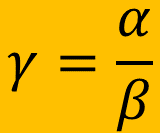 γ = α/β